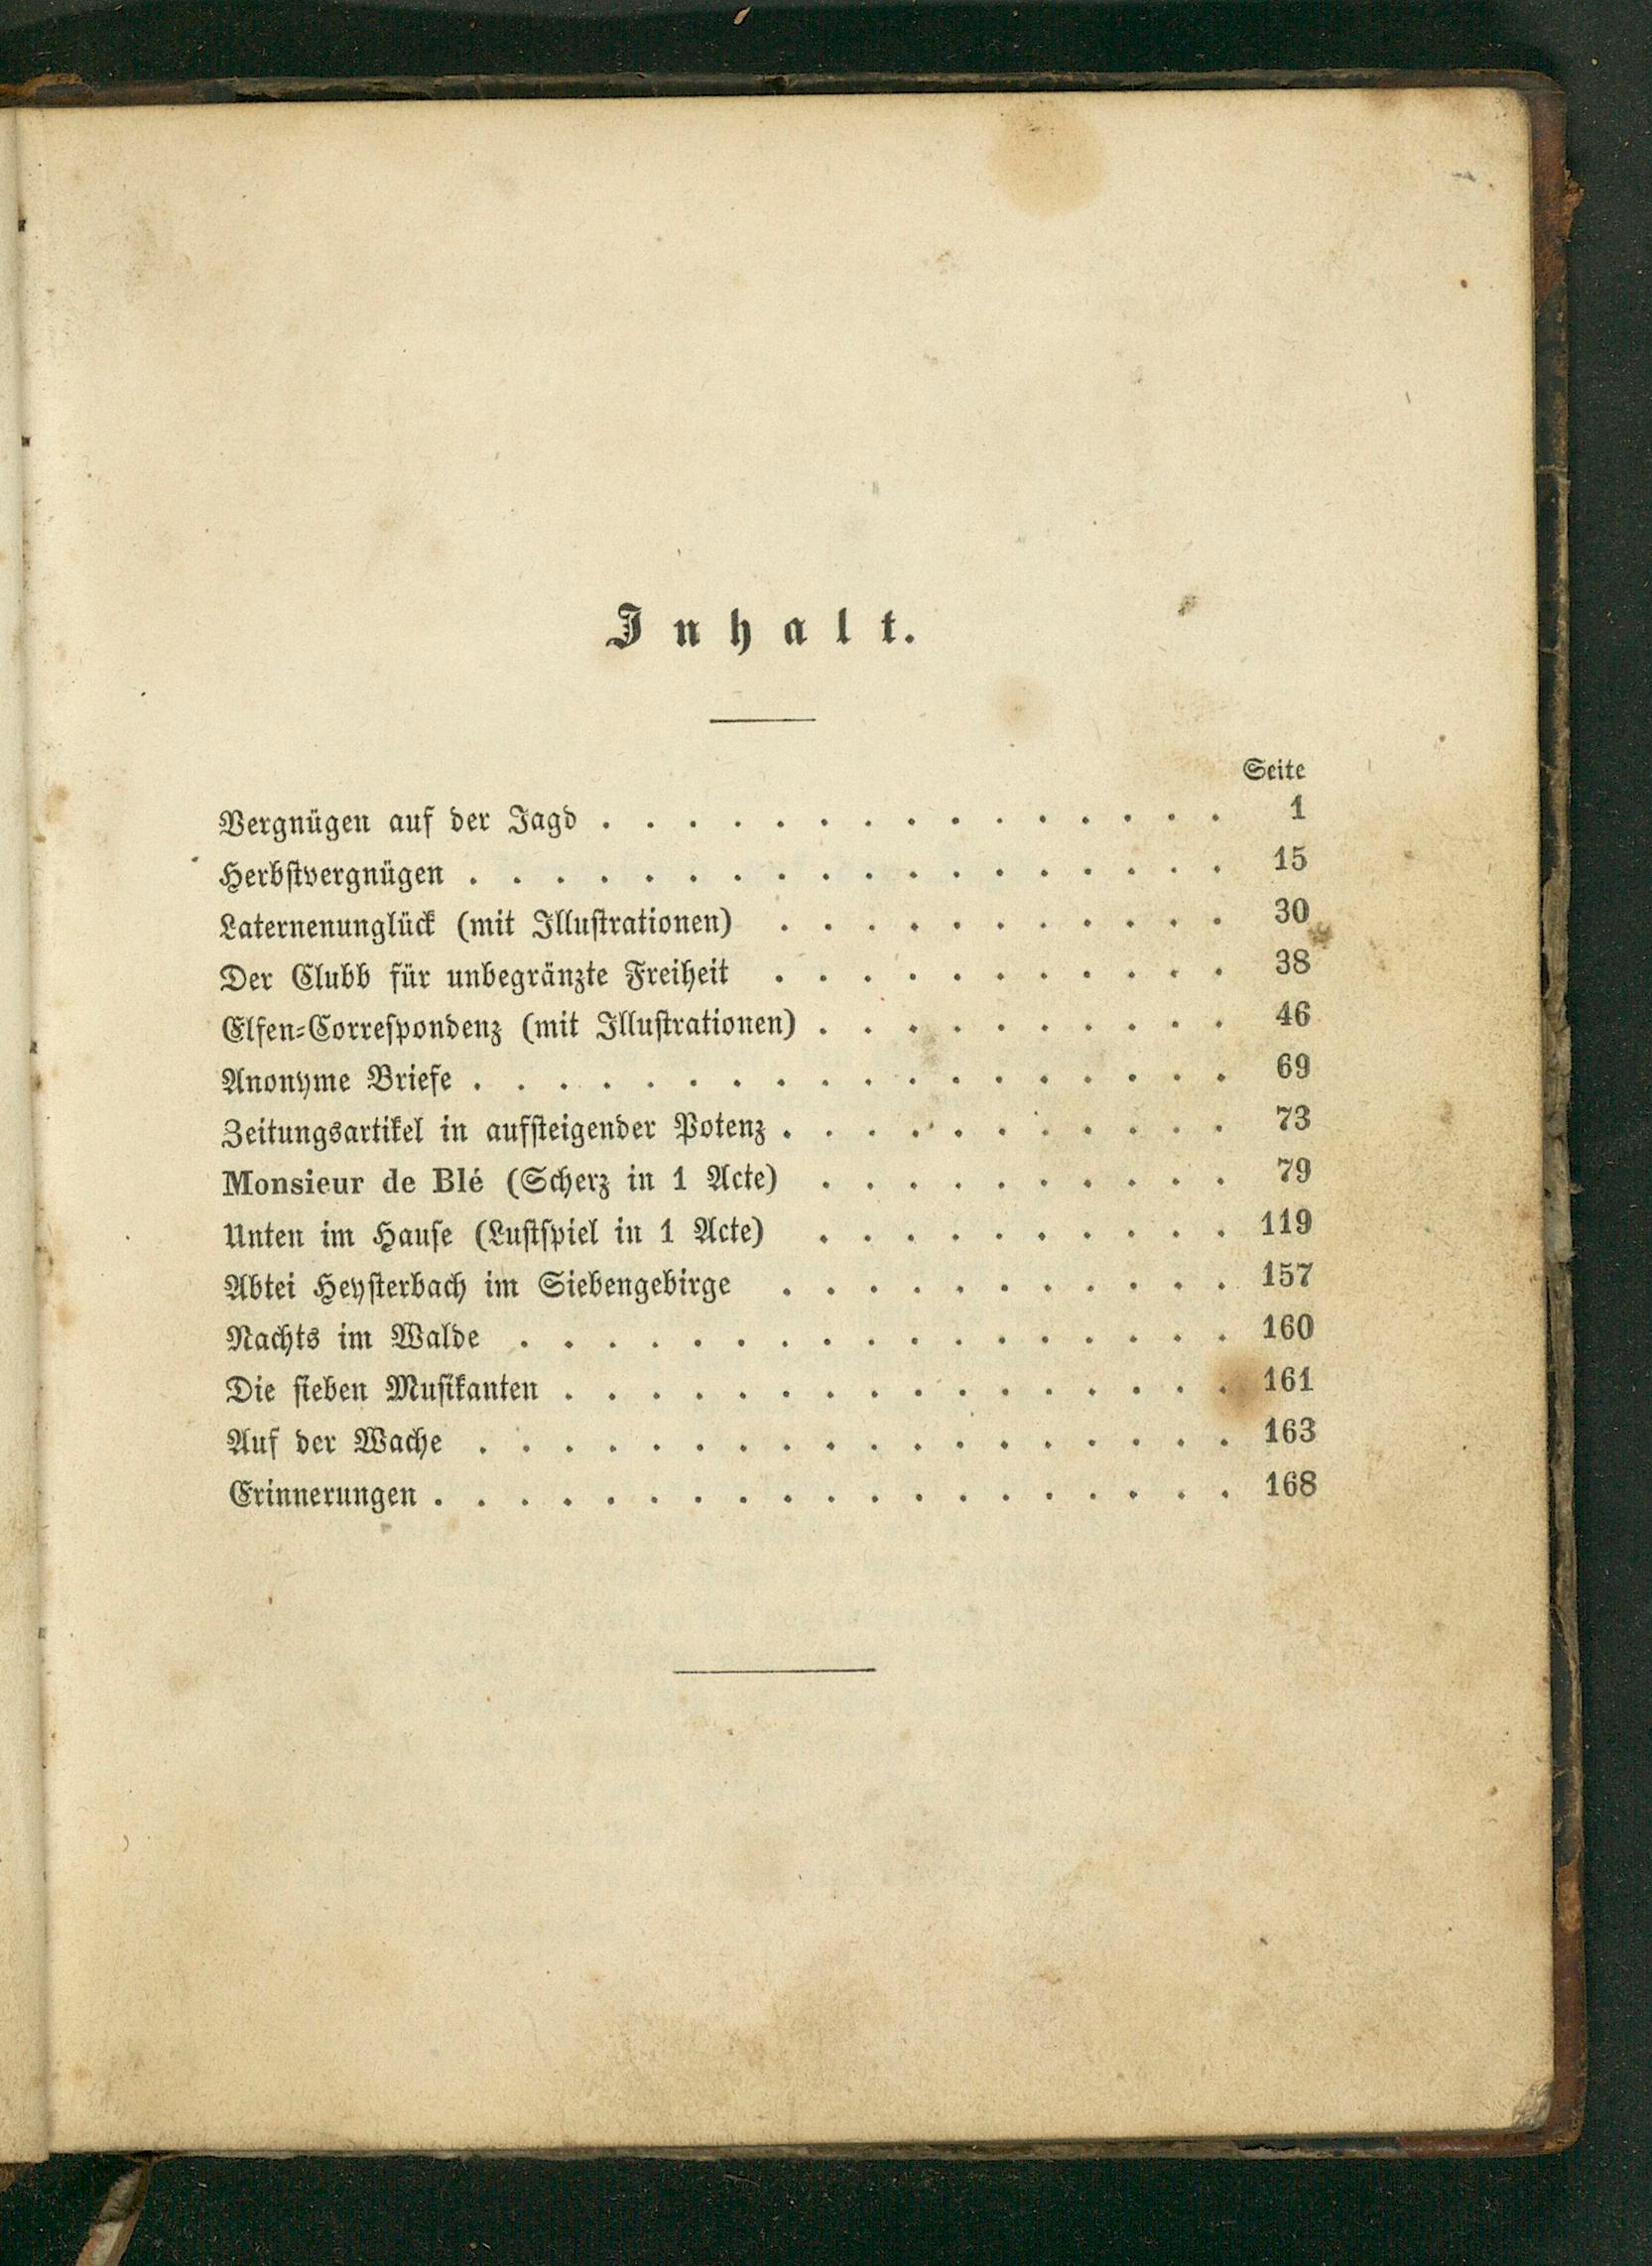 Inhalt.
Seite
Vergnügen auf der Jagd . . . . . . . . . . . . . . . 1
Herbstvergnügen . . . . . . . . . . . . . . . . . . 15
Laternenunglück (mit Illustrationen) . . . . . . . . . . . 30
Der Clubb für unbegränzte Freiheit . . . . . . . . . . . 38
Elfen-Correspondenz (mit Illustrationen) . . . . . . . . . . 46
Anonyme Briefe . . . . . . . . . . . . . . . . . . 69
Zeitungsartikel in aufsteigender Potenz . . . . . . . . . . . 73
Monsieur de Blé (Scherz in 1 Acte) . . . . . . . . . . 79
Unten im Hause (Lustspiel in 1 Acte) . . . . . . . . . . 119
Abtei Heysterbach im Siebengebirge . . . . . . . . . . . 157
Nachts im Walde . . . . . . . . . . . . . . . . . 160
Die sieben Musikanten . . . . . . . . . . . . . . . . 161
Auf der Wache . . . . . . . . . . . . . . . . . . 163
Erinnerungen . . . . . . . . . . . . . . . . . . . 168